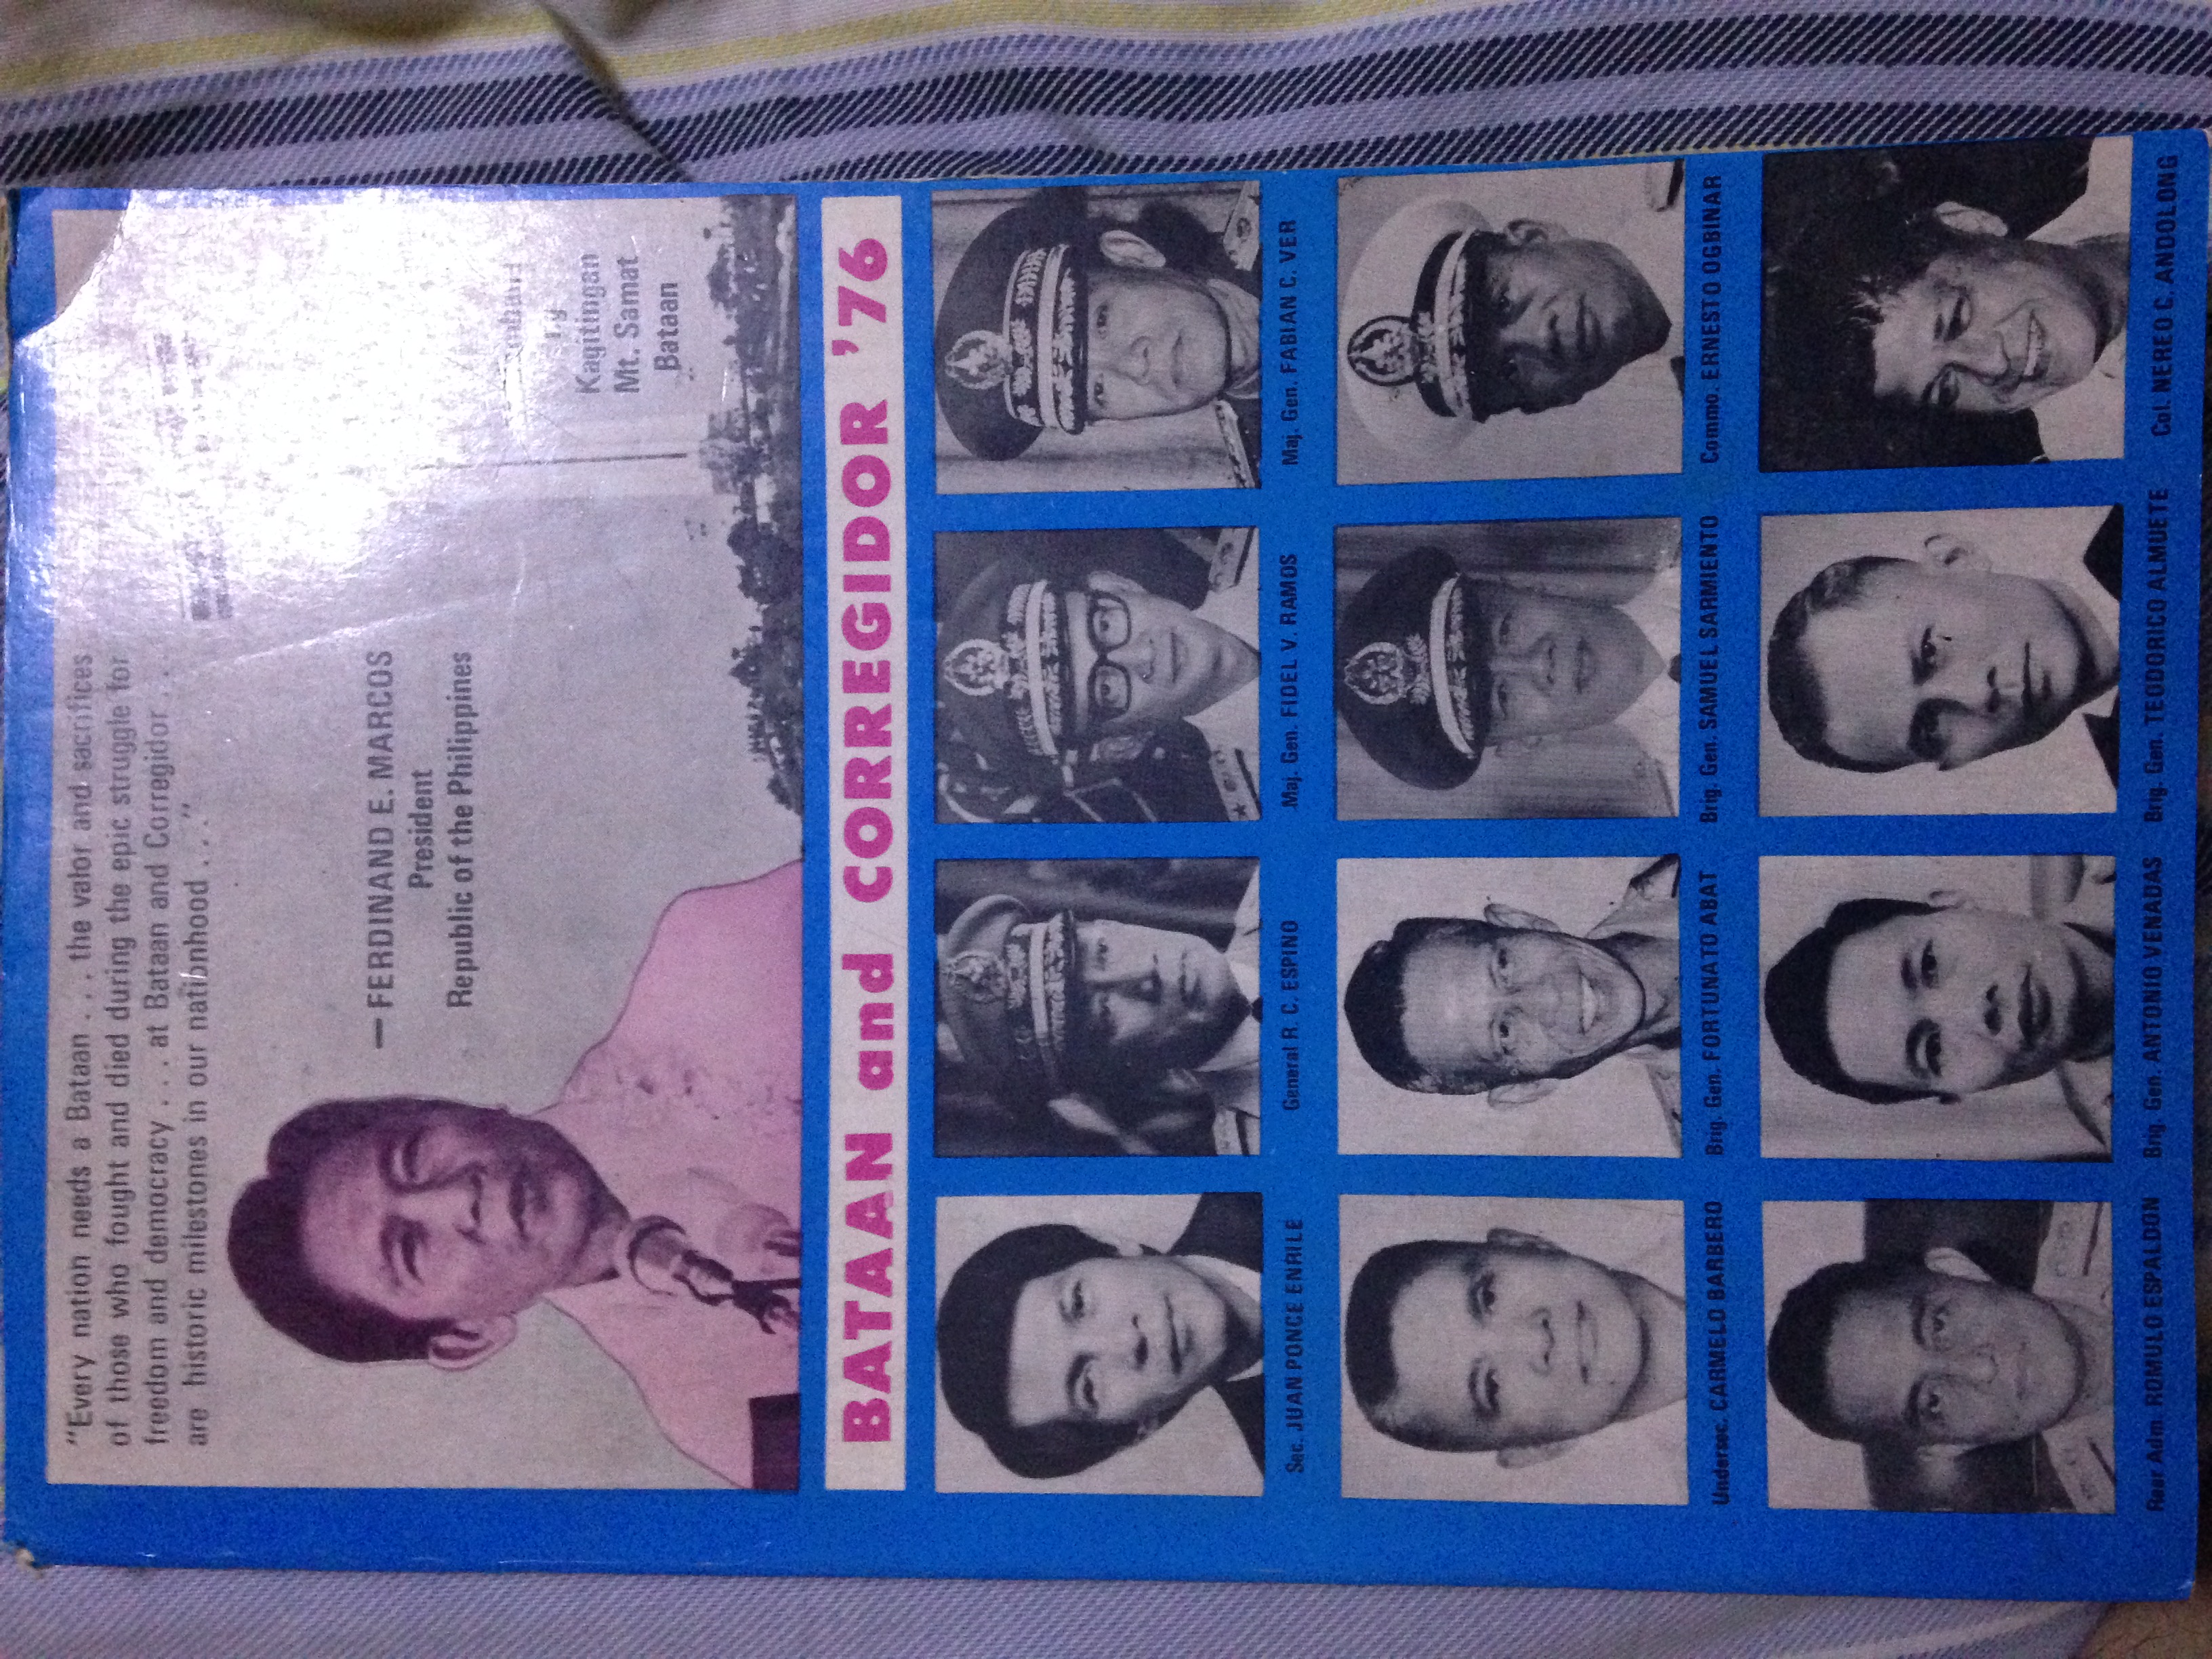 "Every nation needs a Bataan . . . the valor and sacrifices
of those who fought and died during the epic struggle for
freedom and democracy . . . at Bataan and Corregidor . . .
are historic milestones in our nationhood . . ."
— FERDINAND E. MARCOS
President
Republic of the Philippines
Kagitingan
Mt. Samat
Bataan
BATAAN and CORREGIDOR '76
Sec. JUAN PONCE ENRILE
General R. C. ESPINO
Maj. Gen. FIDEL V. RAMOS
Maj. Gen. FABIAN C. VER
Undersec. CARMELO BARBERO
Brig. Gen. FORTUNATO ABAT
Brig. Gen. SAMUEL SARMIENTO
Commo. ERNESTO OGBINAR
Rear Adm. ROMULO ESPALDON
Brig. Gen. ANTONIO VENADAS
Brig. Gen. TEODORICO ALMUETE
Col. NEREO C. ANDOLONG